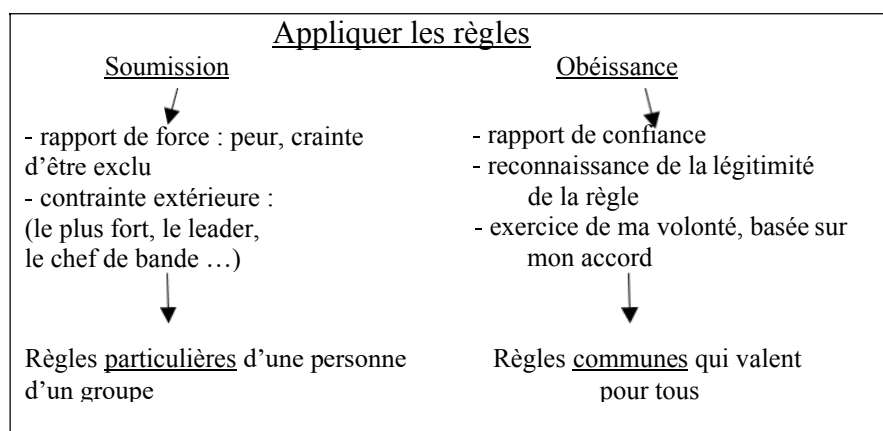 Appliquer les règles
Soumission
- rapport de force : peur, crainte
d’être exclu
- contrainte extérieure :
(le plus fort, le leader,
le chef de bande …)
Règles particulières d’une personne
d’un groupe
Obéissance
- rapport de confiance
- reconnaissance de la légitimité
de la règle
- exercice de ma volonté, basée sur
mon accord
Règles communes qui valent
pour tous